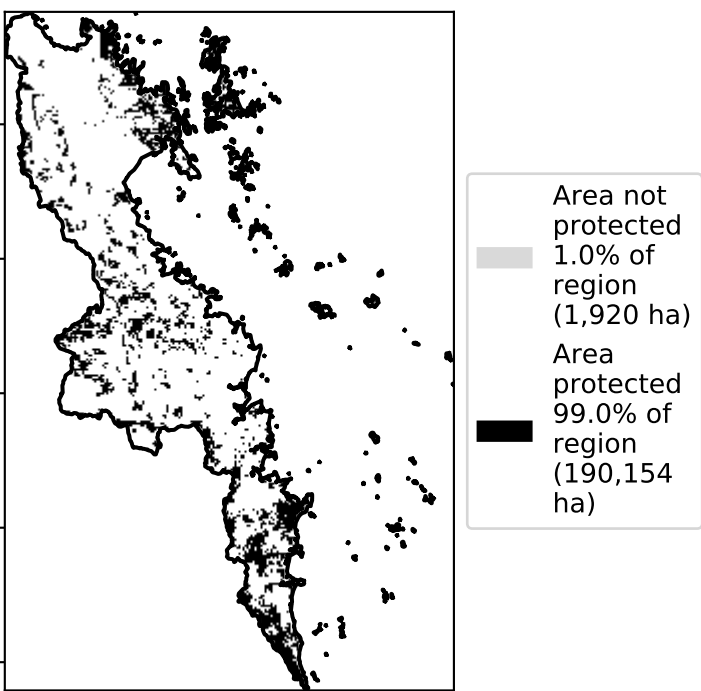 Area not
protected
1.0% of
region
(1,920 ha)
Area
protected
99.0% of
region
(190,154
ha)